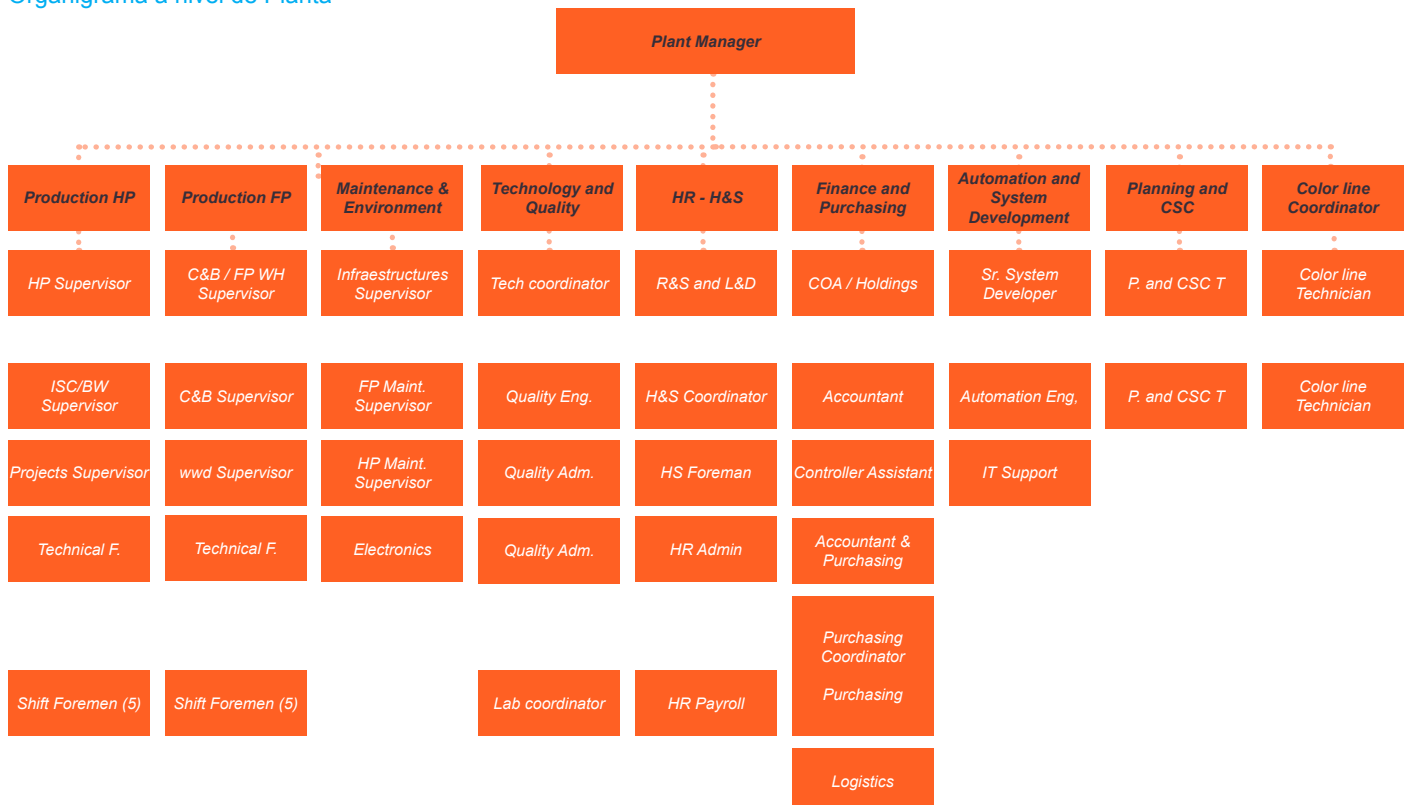 Organigrama a nivel de Planta
Plant Manager
Production HP
Production FP
Maintenance &
Environment
Technology and
Quality
HR - H&S
Finance and
Purchasing
Automation and
System
Development
Planning and
CSC
Color line
Coordinator
HP Supervisor
C&B / FP WH
Supervisor
Infraestructures
Supervisor
Tech coordinator
R&S and L&D
COA / Holdings
Sr. System
Developer
P. and CSC T
Color line
Technician
ISC/BW
Supervisor
C&B Supervisor
FP Maint.
Supervisor
Quality Eng.
H&S Coordinator
Accountant
Automation Eng,
P. and CSC T
Color line
Technician
Projects Supervisor
wwd Supervisor
HP Maint.
Supervisor
Quality Adm.
HS Foreman
Controller Assistant
IT Support
Technical F.
Technical F.
Electronics
Quality Adm.
HR Admin
Accountant &
Purchasing
Purchasing
Coordinator
Purchasing
Shift Foremen (5)
Shift Foremen (5)
Lab coordinator
HR Payroll
Logistics